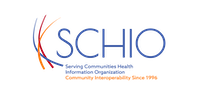 SCHIO
Serving Communities Health
Information Organization
Community Interoperability Since 1996